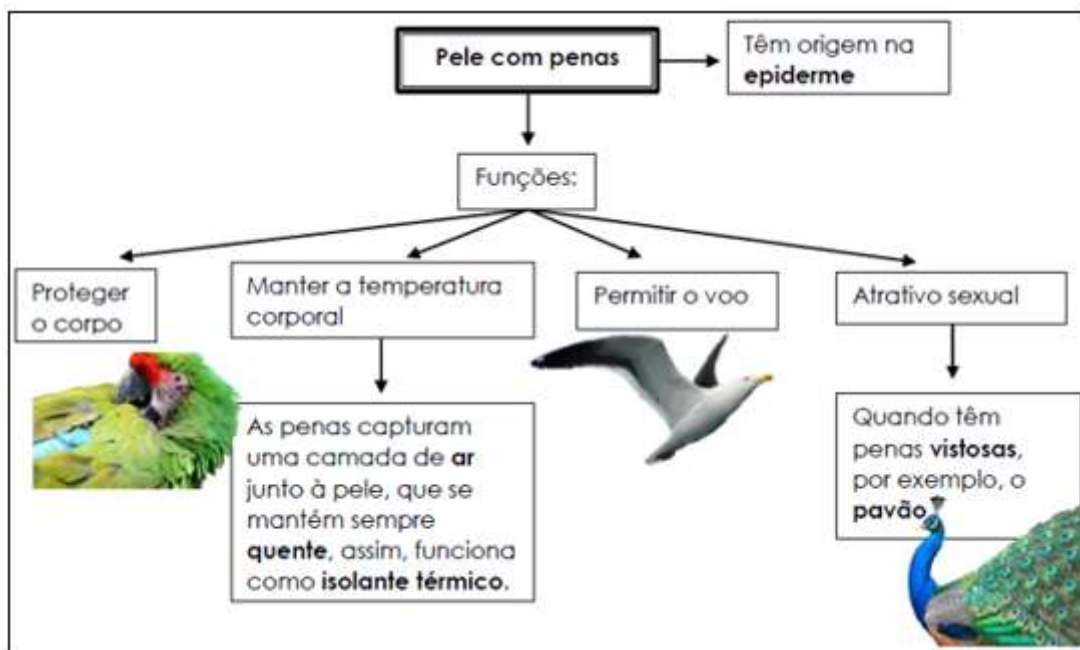 Pele com penas
Têm origem na
epiderme
Funções:
Proteger
o corpo
Manter a temperatura
corporal
Permitir o voo
Atrativo sexual
As penas capturam
uma camada de ar
junto à pele, que se
mantém sempre
quente, assim, funciona
como isolante térmico.
Quando têm
penas vistosas,
por exemplo, o
pavão